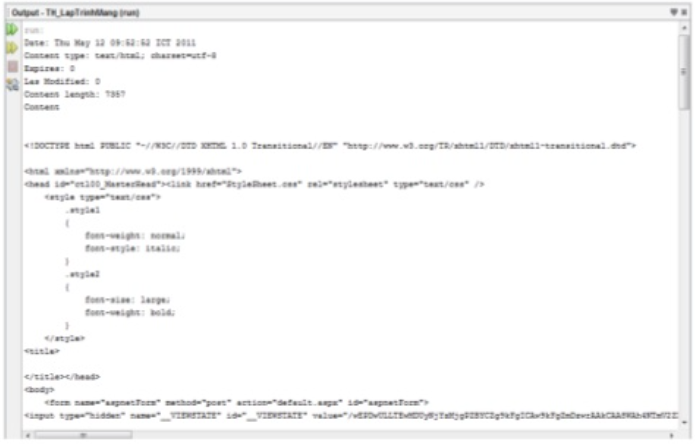 Output - TH_LapTrinhMang (run)
run:
Date: Thu May 12 09:52:52 ICT 2011
Content type: text/html; charset=utf-8
Expires: 0
Las Modified: 0
Content length: 7357
Content
<!DOCTYPE html PUBLIC "-//W3C//DTD XHTML 1.0 Transitional//EN" "http://www.w3.org/TR/xhtml1/DTD/xhtml1-transitional.dtd">
<html xmlns="http://www.w3.org/1999/xhtml">
<head id="ctl00_MasterHead"><link href="StyleSheet.css" rel="stylesheet" type="text/css" />
<style type="text/css">
.style1
{
font-weight: normal;
font-style: italic;
}
.style2
{
font-size: large;
font-weight: bold;
}
</style>
<title>
</title></head>
<body>
<form name="aspnetForm" method="post" action="default.aspx" id="aspnetForm">
<input type="hidden" name="__VIEWSTATE" id="__VIEWSTATE" value="